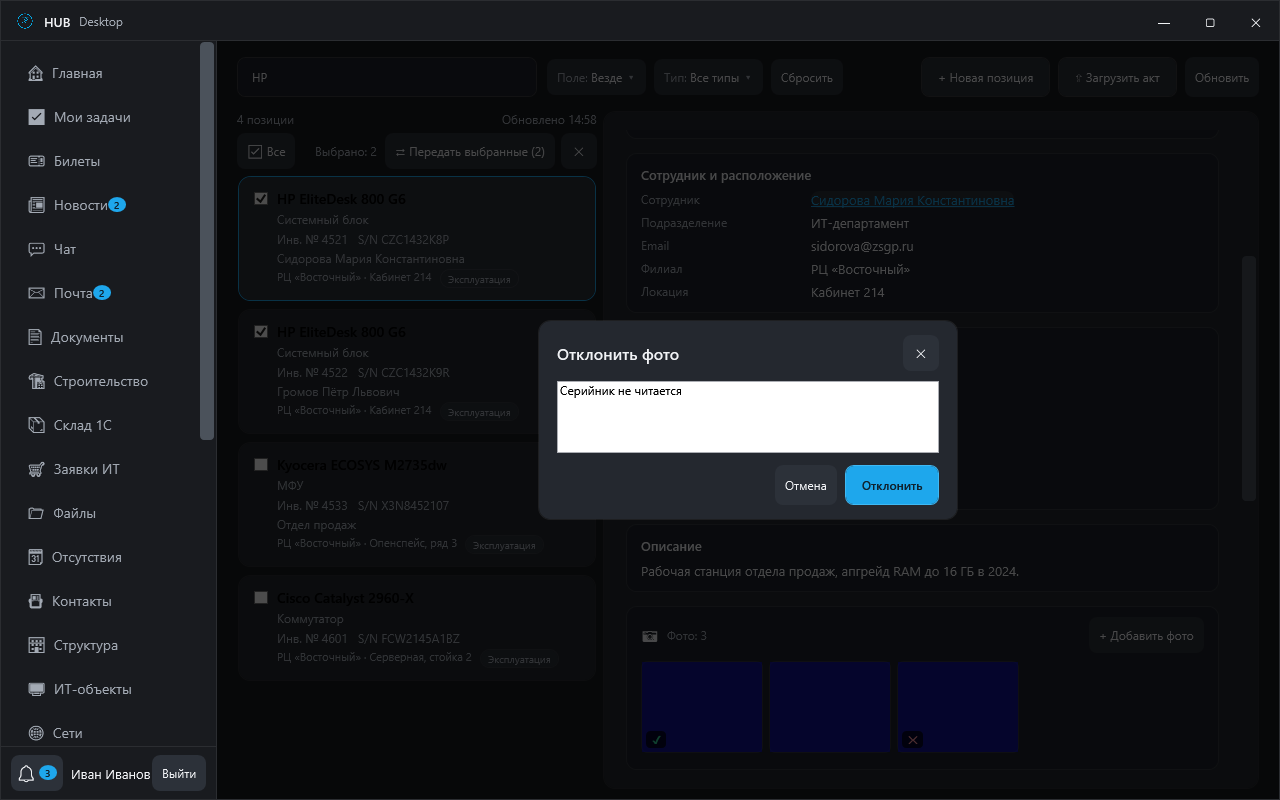 HUB Desktop
Главная
Мои задачи
Билеты
Новости 2
Чат
Почта 2
Документы
Строительство
Склад 1С
Заявки ИТ
Файлы
Отсутствия
Контакты
Структура
ИТ-объекты
Сети
3 Иван Иванов Выйти
HP
Поле: Везде
Тип: Все типы
Сбросить
+ Новая позиция
Загрузить акт
Обновить
4 позиции
Обновлено 14:58
Все
Выбрано: 2
⇄ Передать выбранные (2)
HP EliteDesk 800 G6
Системный блок
Инв. № 4521 S/N CZC1432K8P
Сидорова Мария Константиновна
РЦ «Восточный» · Кабинет 214 Эксплуатация
HP EliteDesk 800 G6
Системный блок
Инв. № 4522 S/N CZC1432K9R
Громов Пётр Львович
РЦ «Восточный» · Кабинет 214 Эксплуатация
Kyocera ECOSYS M2735dw
МФУ
Инв. № 4533 S/N X3N8452107
Отдел продаж
РЦ «Восточный» · Опенспейс, ряд 3 Эксплуатация
Cisco Catalyst 2960-X
Коммутатор
Инв. № 4601 S/N FCW2145A1BZ
РЦ «Восточный» · Серверная, стойка 2 Эксплуатация
Сотрудник и расположение
Сотрудник Сидорова Мария Константиновна
Подразделение ИТ-департамент
Email sidorova@zsgp.ru
Филиал РЦ «Восточный»
Локация Кабинет 214
Отклонить фото
Серийник не читается
Отмена
Отклонить
Описание
Рабочая станция отдела продаж, апгрейд RAM до 16 ГБ в 2024.
Фото: 3
+ Добавить фото